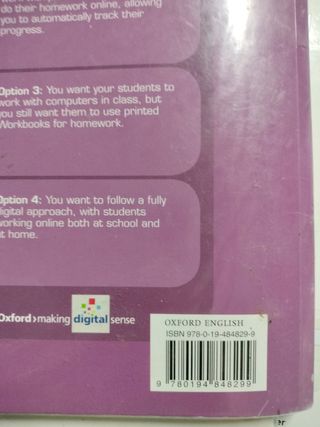 do their homework online, allowing
you to automatically track their
progress.
Option 3: You want your students to
work with computers in class, but
you still want them to use printed
Workbooks for homework.
Option 4: You want to follow a fully
digital approach, with students
working online both at school and
at home.
Oxford>making digital sense
OXFORD ENGLISH
ISBN 978-0-19-484829-9
9 780194 848299